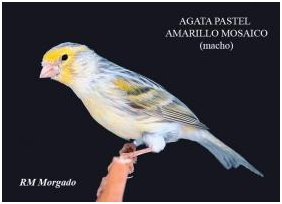 AGATA PASTEL
AMARILLO MOSAICO
(macho)
RM Morgado